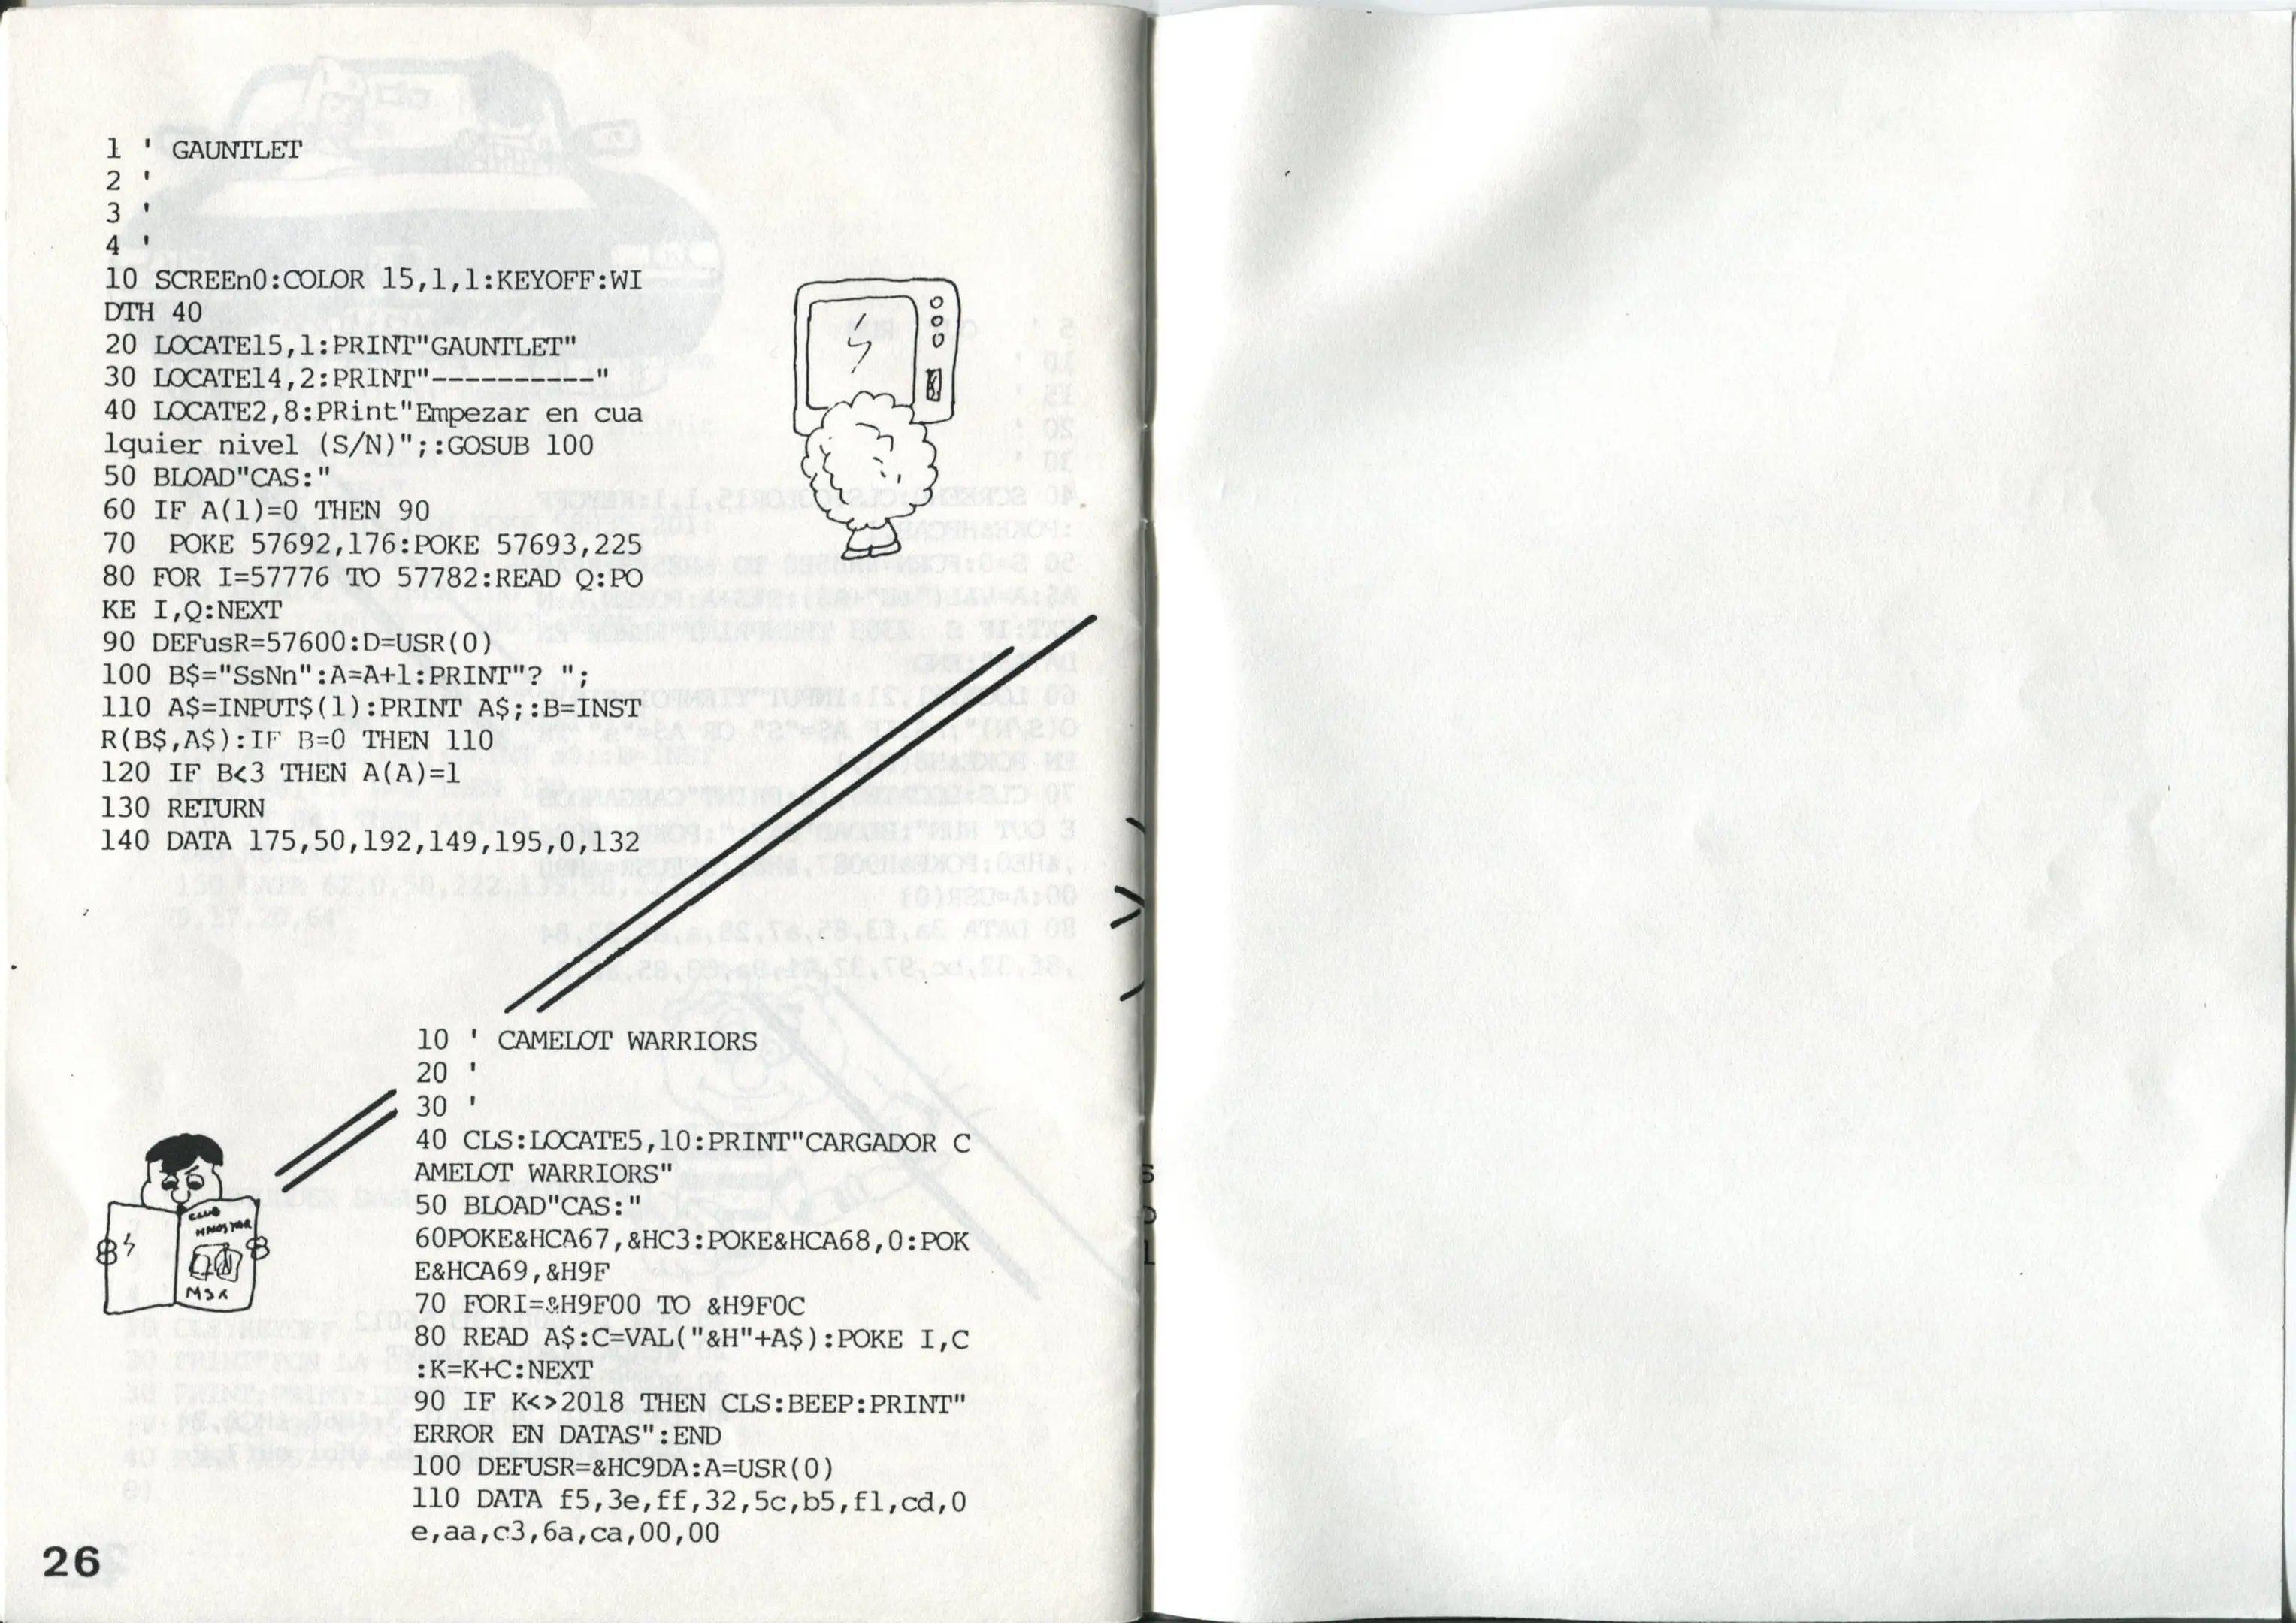 1 ' GAUNTLET
2 '
3 '
4 '
10 SCREEn0:COLOR 15,1,1:KEYOFF:WI
DTH 40
20 LOCATE15,1:PRINT"GAUNTLET"
30 LOCATE14,2:PRINT"----------"
40 LOCATE2,8:PRint"Empezar en cua
lquier nivel (S/N)";:GOSUB 100
50 BLOAD"CAS:"
60 IF A(1)=0 THEN 90
70  POKE 57692,176:POKE 57693,225
80 FOR I=57776 TO 57782:READ Q:PO
KE I,Q:NEXT
90 DEFusR=57600:D=USR(0)
100 B$="SsNn":A=A+1:PRINT"? ";
110 A$=INPUT$(1):PRINT A$;:B=INST
R(B$,A$):IF B=0 THEN 110
120 IF B<3 THEN A(A)=1
130 RETURN
140 DATA 175,50,192,149,195,0,132
10 ' CAMELOT WARRIORS
20 '
30 '
40 CLS:LOCATE5,10:PRINT"CARGADOR C
AMELOT WARRIORS"
50 BLOAD"CAS:"
60POKE&HCA67,&HC3:POKE&HCA68,0:POK
E&HCA69,&H9F
70 FORI=&H9F00 TO &H9F0C
80 READ A$:C=VAL("&H"+A$):POKE I,C
:K=K+C:NEXT
90 IF K<>2018 THEN CLS:BEEP:PRINT"
ERROR EN DATAS":END
100 DEFUSR=&HC9DA:A=USR(0)
110 DATA f5,3e,ff,32,5c,b5,f1,cd,0
e,aa,c3,6a,ca,00,00
CLUB
MSX
26